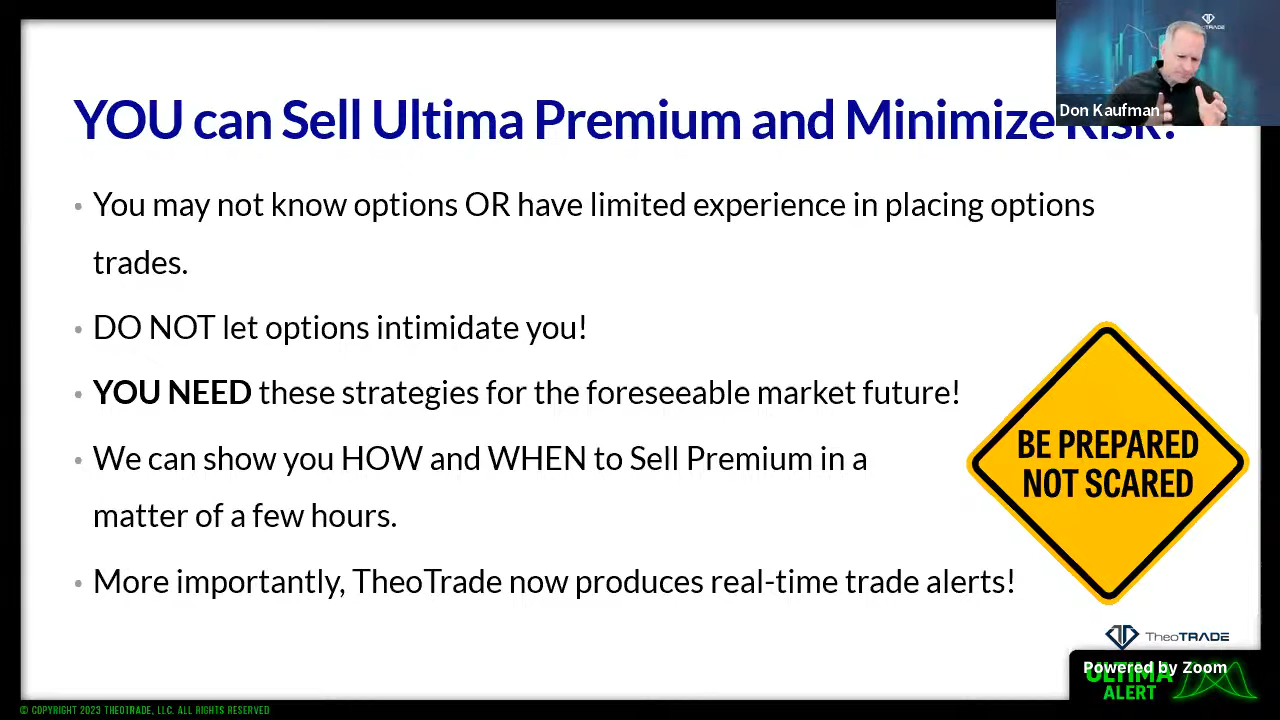 TRADE
Don Kaufman
YOU can Sell Ultima Premium and Minimize Risk!
• You may not know options OR have limited experience in placing options
trades.
• DO NOT let options intimidate you!
• YOU NEED these strategies for the foreseeable market future!
• We can show you HOW and WHEN to Sell Premium in a
matter of a few hours.
• More importantly, TheoTrade now produces real-time trade alerts!
BE PREPARED
NOT SCARED
TheoTRADE
Powered by Zoom
ULTIMA
ALERT
© COPYRIGHT 2023 THEOTRADE, LLC. ALL RIGHTS RESERVED